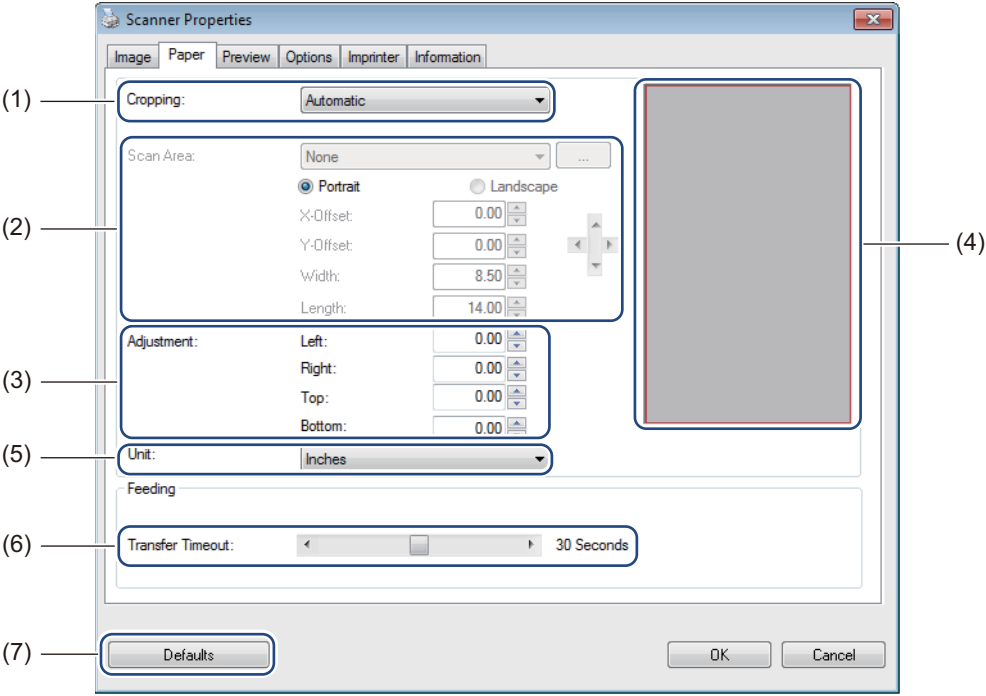 Scanner Properties
Image Paper Preview Options Imprinter Information
(1) Cropping: Automatic
(2) Scan Area: None ...
Portrait Landscape
X-Offset: 0.00
Y-Offset: 0.00
Width: 8.50
Length: 14.00
(3) Adjustment: Left: 0.00
Right: 0.00
Top: 0.00
Bottom: 0.00
(4)
(5) Unit: Inches
Feeding
(6) Transfer Timeout: 30 Seconds
(7) Defaults OK Cancel